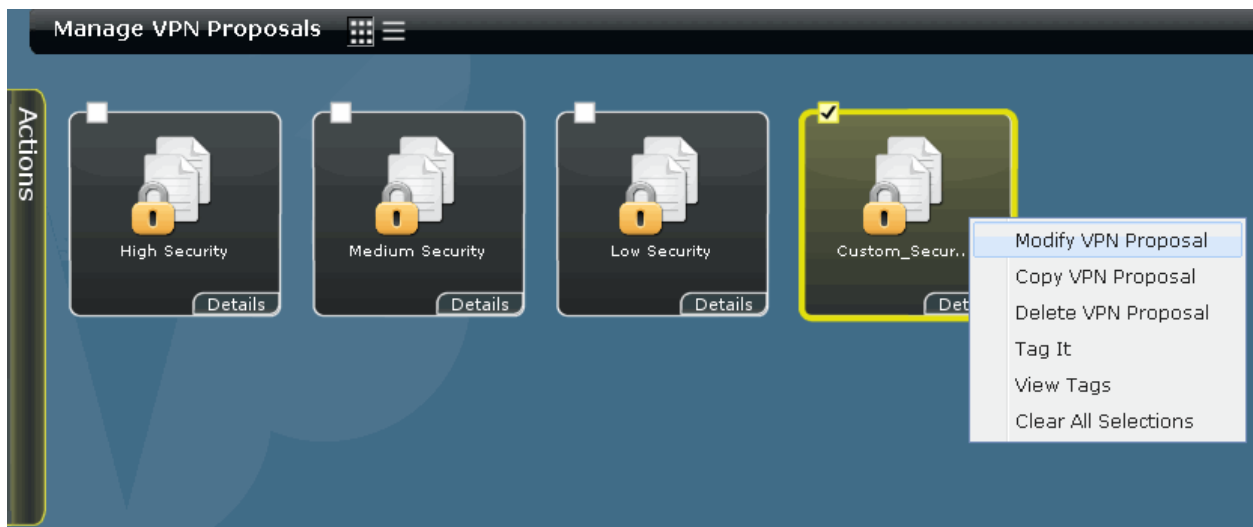 Manage VPN Proposals
Actions
High Security
Details
Medium Security
Details
Low Security
Details
Custom_Secur..
Det
Modify VPN Proposal
Copy VPN Proposal
Delete VPN Proposal
Tag It
View Tags
Clear All Selections